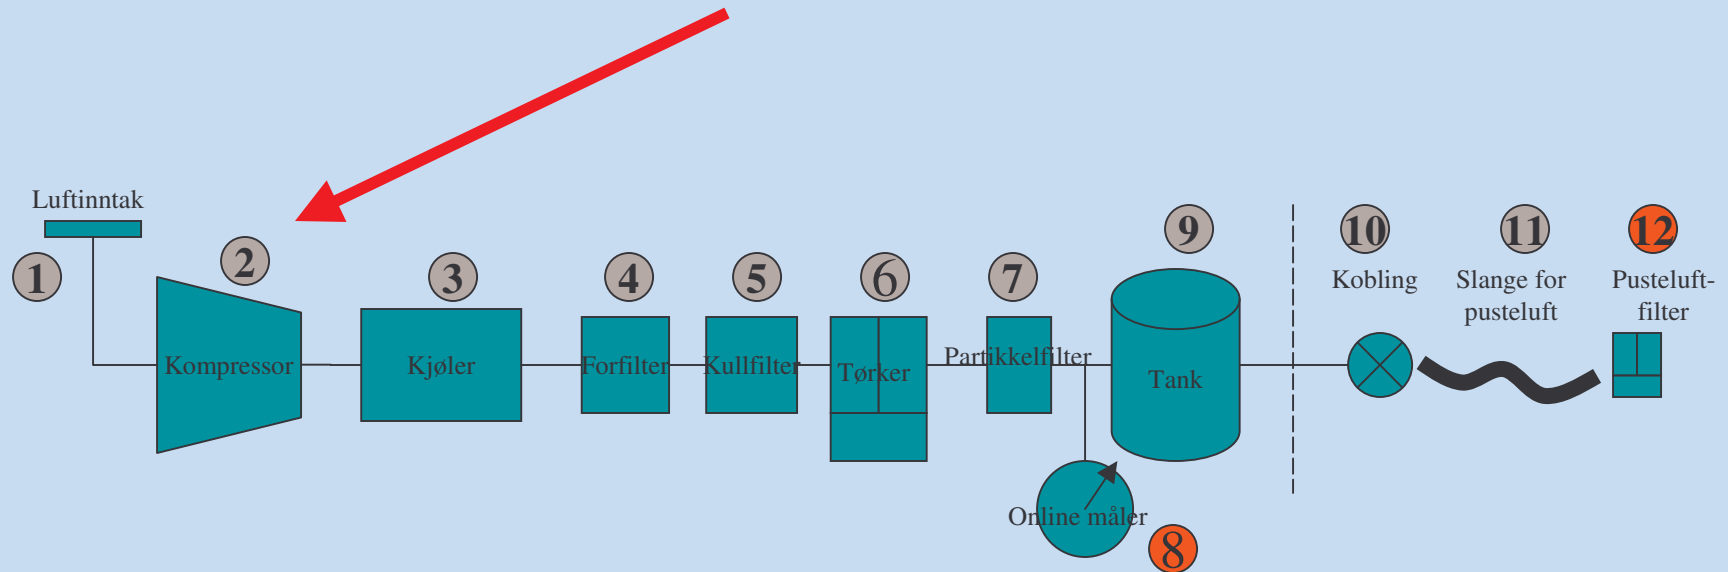 Luftinntak
1
2
3
4
5
6
7
9
10
11
12
Kobling
Slange for
pusteluft
Pusteluft-
filter
Kompressor
Kjøler
Forfilter
Kullfilter
Tørker
Partikkelfilter
Tank
Online måler
8